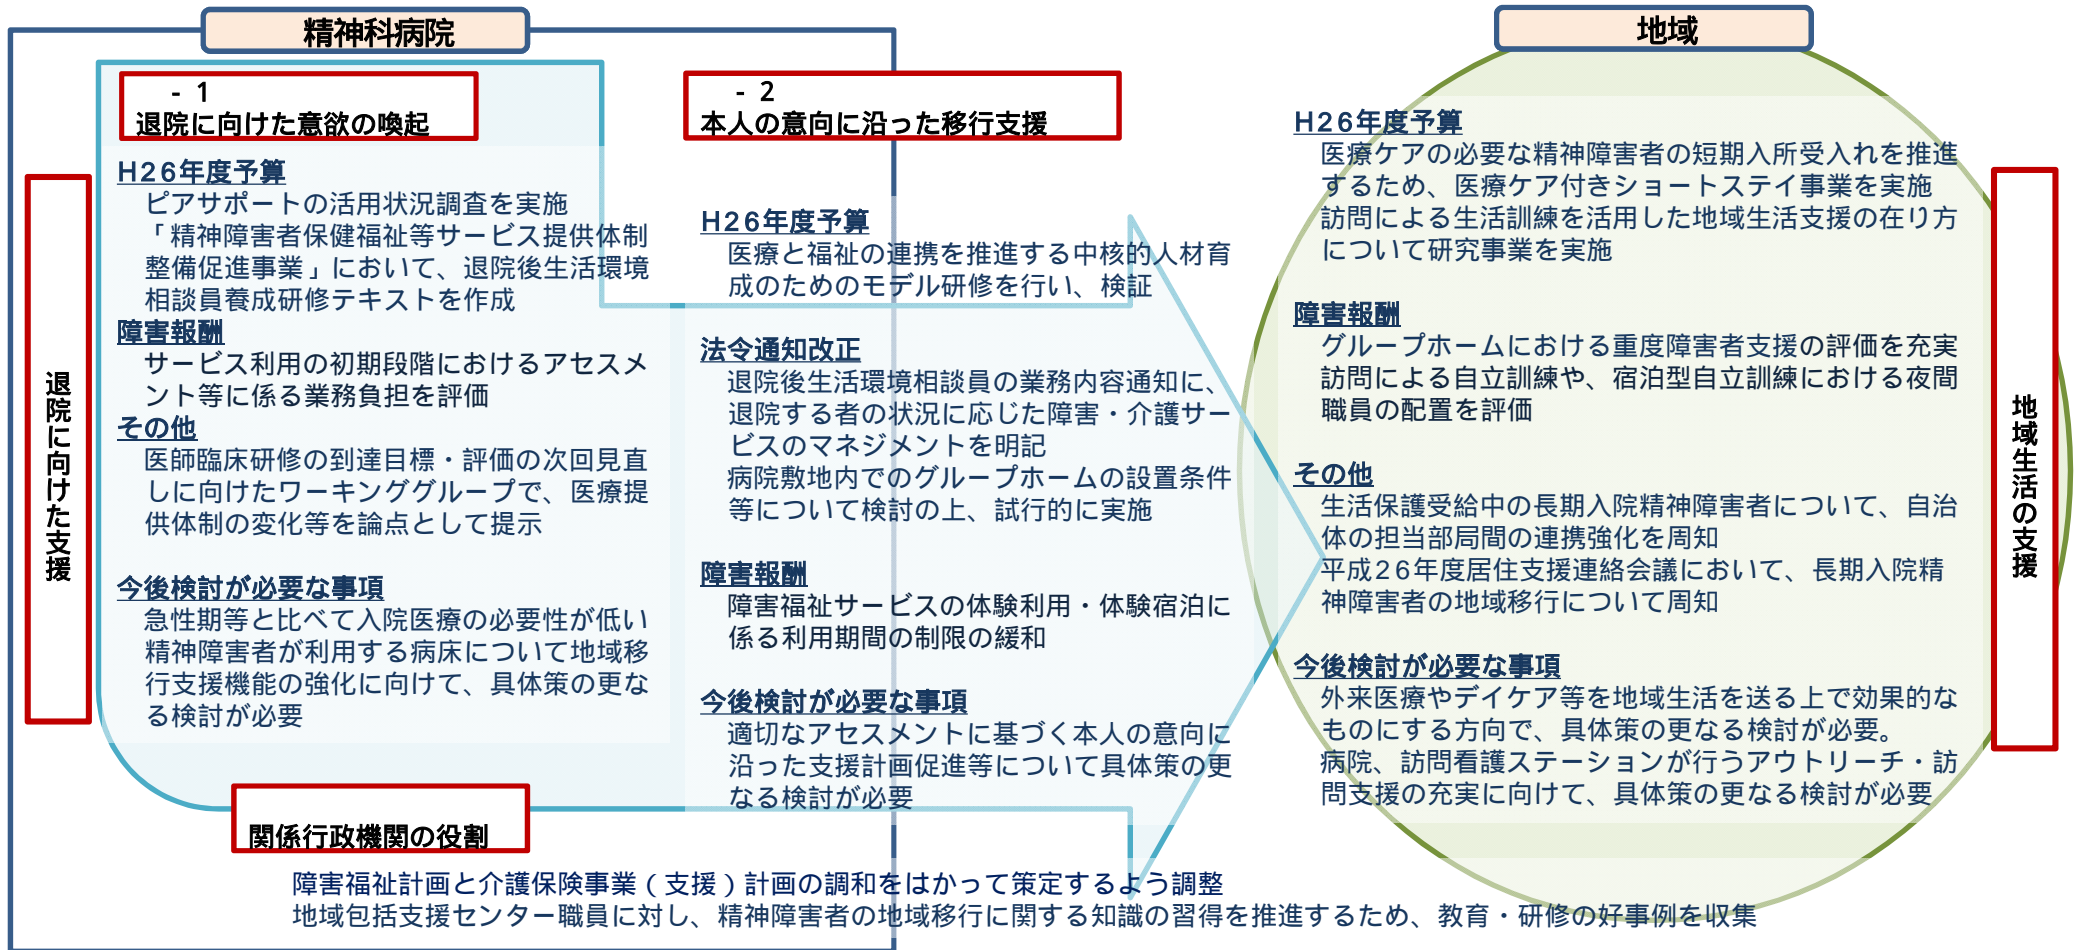 精神科病院
地域
- 1
退院に向けた意欲の喚起
- 2
本人の意向に沿った移行支援
退院に向けた支援
H26年度予算
ピアサポートの活用状況調査を実施
「精神障害者保健福祉等サービス提供体制
整備促進事業」において、退院後生活環境
相談員養成研修テキストを作成
障害報酬
サービス利用の初期段階におけるアセスメ
ント等に係る業務負担を評価
その他
医師臨床研修の到達目標・評価の次回見直
しに向けたワーキンググループで、医療提
供体制の変化等を論点として提示
今後検討が必要な事項
急性期等と比べて入院医療の必要性が低い
精神障害者が利用する病床について地域移
行支援機能の強化に向けて、具体策の更な
る検討が必要
H26年度予算
医療と福祉の連携を推進する中核的人材育
成のためのモデル研修を行い、検証
法令通知改正
退院後生活環境相談員の業務内容通知に、
退院する者の状況に応じた障害・介護サー
ビスのマネジメントを明記
病院敷地内でのグループホームの設置条件
等について検討の上、試行的に実施
障害報酬
障害福祉サービスの体験利用・体験宿泊に
係る利用期間の制限の緩和
今後検討が必要な事項
適切なアセスメントに基づく本人の意向に
沿った支援計画促進等について具体策の更
なる検討が必要
H26年度予算
医療ケアの必要な精神障害者の短期入所受入れを推進
するため、医療ケア付きショートステイ事業を実施
訪問による生活訓練を活用した地域生活支援の在り方
について研究事業を実施
障害報酬
グループホームにおける重度障害者支援の評価を充実
訪問による自立訓練や、宿泊型自立訓練における夜間
職員の配置を評価
その他
生活保護受給中の長期入院精神障害者について、自治
体の担当部局間の連携強化を周知
平成26年度居住支援連絡会議において、長期入院精
神障害者の地域移行について周知
今後検討が必要な事項
外来医療やデイケア等を地域生活を送る上で効果的な
ものにする方向で、具体策の更なる検討が必要。
病院、訪問看護ステーションが行うアウトリーチ・訪
問支援の充実に向けて、具体策の更なる検討が必要
地域生活の支援
関係行政機関の役割
障害福祉計画と介護保険事業(支援)計画の調和をはかって策定するよう調整
地域包括支援センター職員に対し、精神障害者の地域移行に関する知識の習得を推進するため、教育・研修の好事例を収集